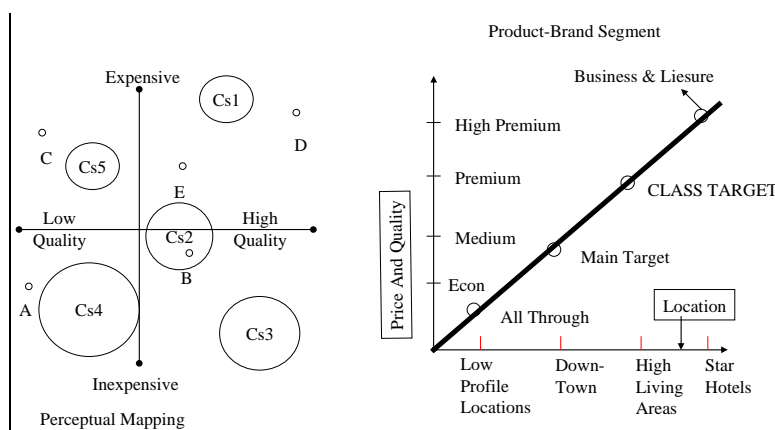 Expensive
Cs1
D
C
Cs5
E
Low
Quality
High
Quality
Cs2
B
A
Cs4
Cs3
Inexpensive
Perceptual Mapping
Product-Brand Segment
Business & Liesure
High Premium
Premium
CLASS TARGET
Medium
Main Target
Econ
All Through
Price And Quality
Location
Low
Profile
Locations
Down-
Town
High
Living
Areas
Star
Hotels